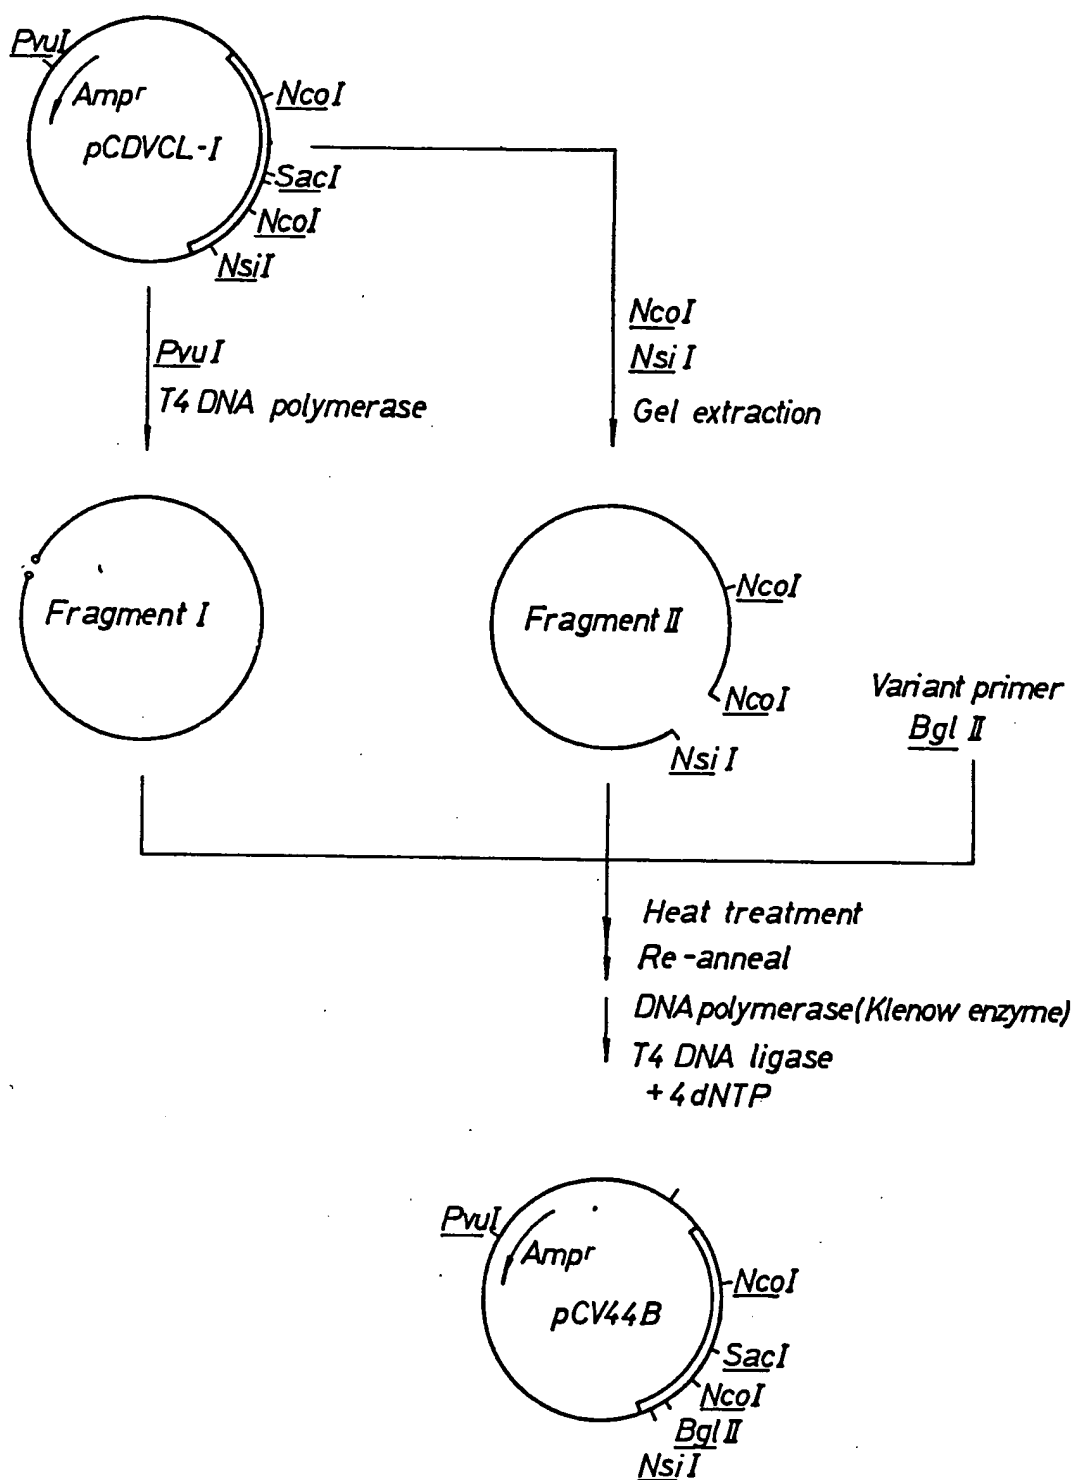 PvuI
Ampr
pCDVCL-I
NcoI
SacI
NcoI
NsiI
PvuI
T4 DNA polymerase
NcoI
NsiI
Gel extraction
Fragment I
Fragment II
NcoI
NcoI
NsiI
Variant primer
Bgl II
Heat treatment
Re-anneal
DNA polymerase (Klenow enzyme)
T4 DNA ligase
+ 4dNTP
PvuI
Ampr
pCV44B
NcoI
SacI
NcoI
Bgl II
NsiI